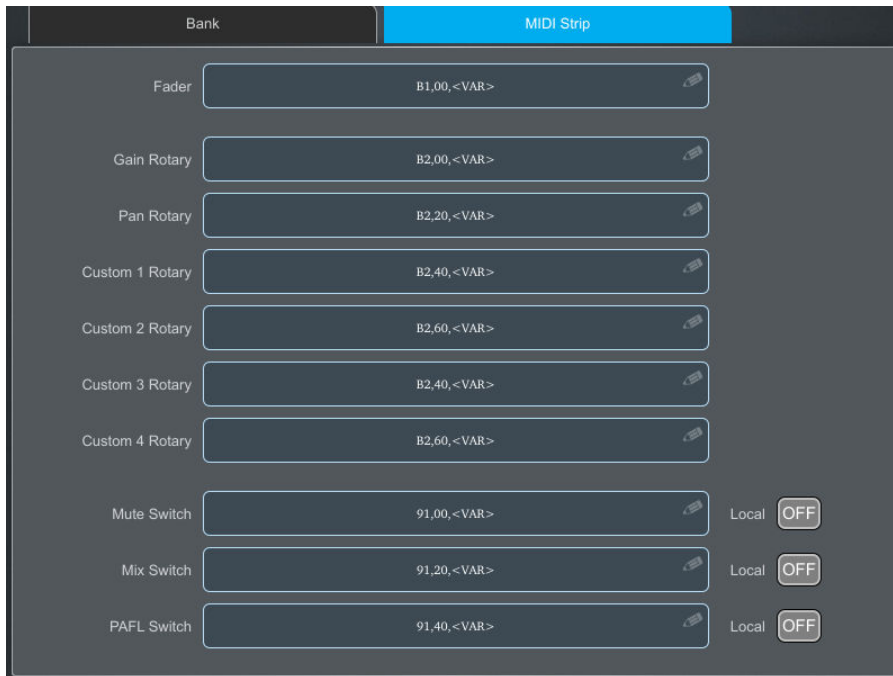 Bank MIDI Strip
Fader B1,00,<VAR>
Gain Rotary B2,00,<VAR>
Pan Rotary B2,20,<VAR>
Custom 1 Rotary B2,40,<VAR>
Custom 2 Rotary B2,60,<VAR>
Custom 3 Rotary B2,40,<VAR>
Custom 4 Rotary B2,60,<VAR>
Mute Switch 91,00,<VAR> Local OFF
Mix Switch 91,20,<VAR> Local OFF
PAFL Switch 91,40,<VAR> Local OFF